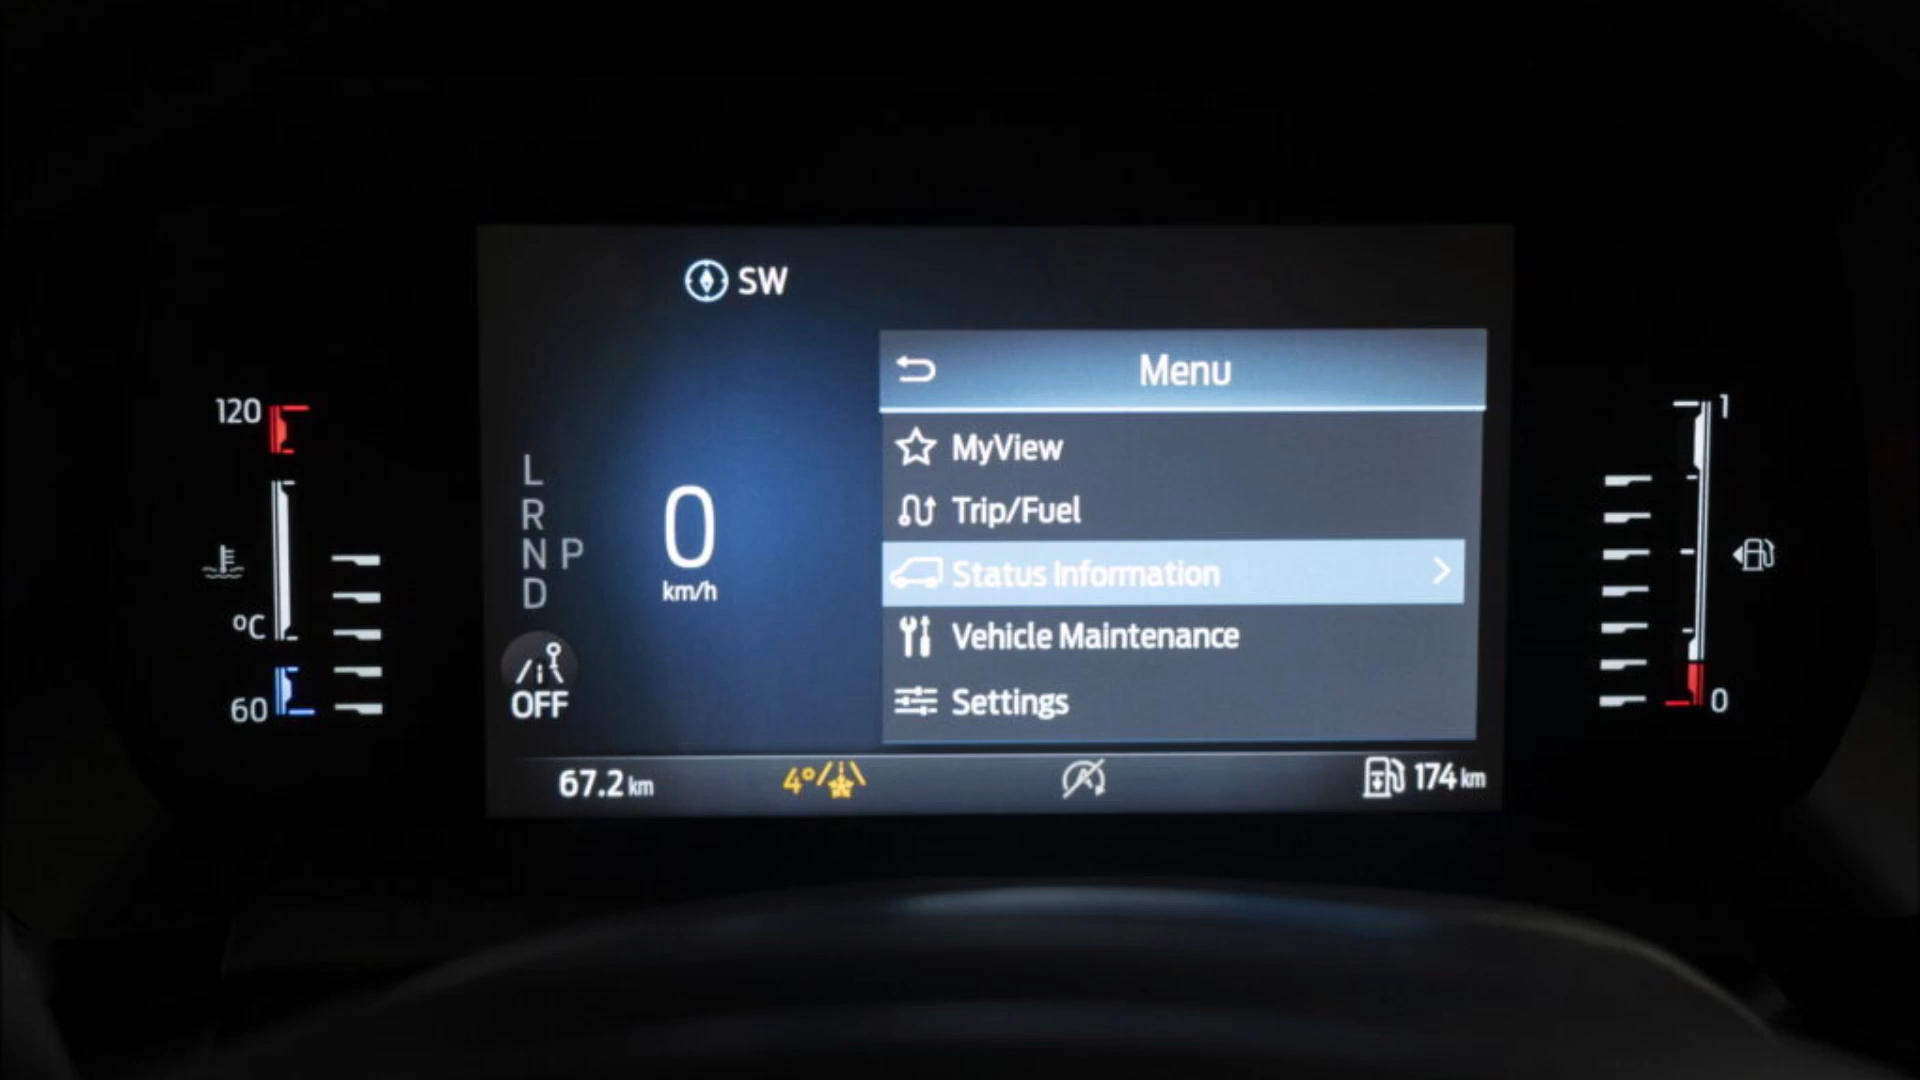 SW
Menu
MyView
Trip/Fuel
Status Information
Vehicle Maintenance
Settings
L
R
N P
D
0
km/h
OFF
67.2 km
4°
174 km
120
°C
60
1
0